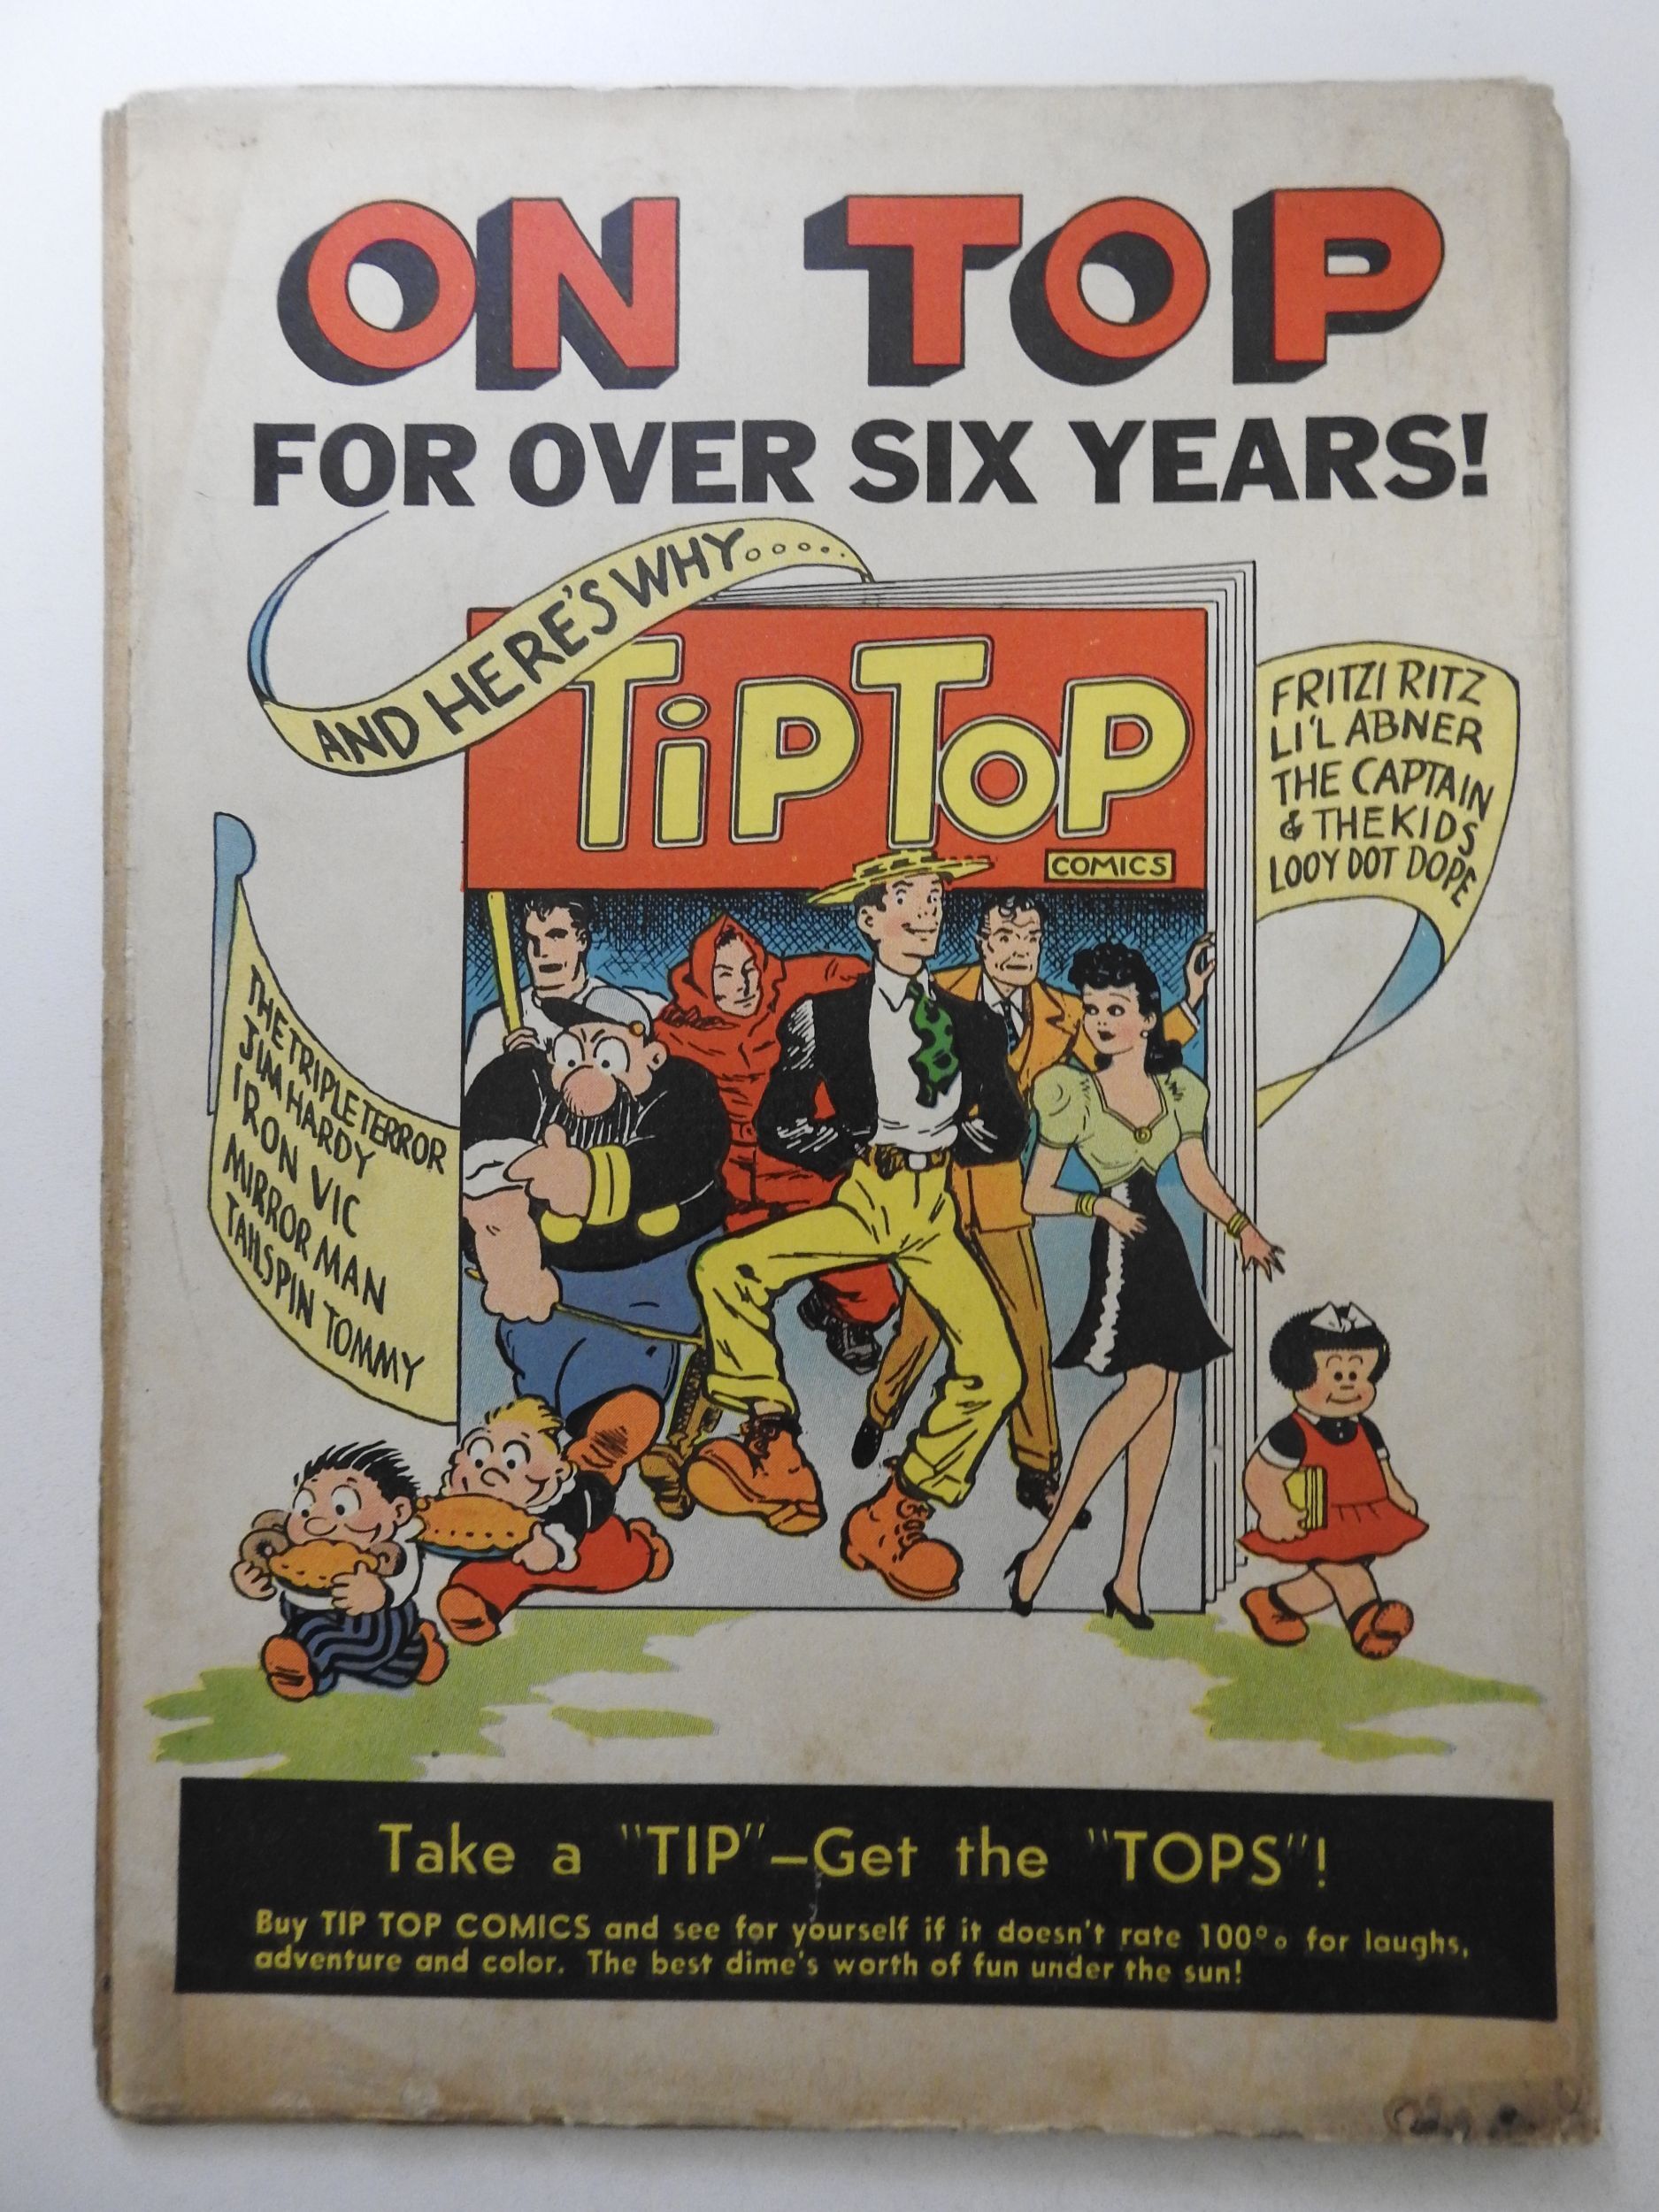 ON TOP
FOR OVER SIX YEARS!
AND HERE'S WHY.....
TiP ToP
COMICS
FRITZI RITZ
LI'L ABNER
THE CAPTAIN
& THE KIDS
LOOY DOT DOPE
THE TRIPLE TERROR
JIM HARDY
IRON VIC
MIRROR MAN
TAILSPIN TOMMY
Take a "TIP"—Get the "TOPS"!
Buy TIP TOP COMICS and see for yourself if it doesn't rate 100% for laughs,
adventure and color. The best dime's worth of fun under the sun!